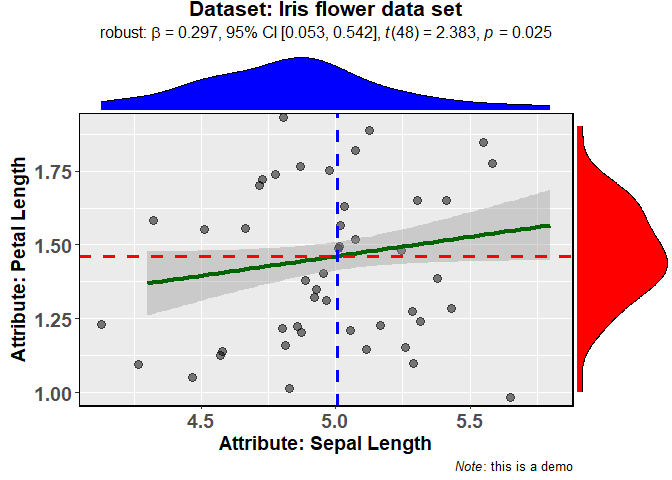 Dataset: Iris flower data set
robust: β = 0.297, 95% CI [0.053, 0.542], t(48) = 2.383, p = 0.025
Attribute: Petal Length
1.75
1.50
1.25
1.00
4.5 5.0 5.5
Attribute: Sepal Length
Note: this is a demo